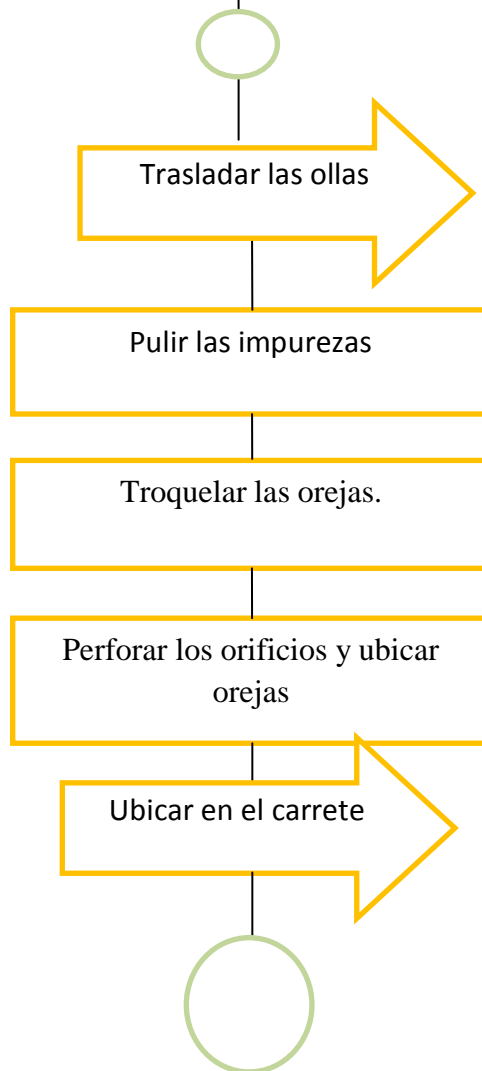 Trasladar las ollas
Pulir las impurezas
Troquelar las orejas.
Perforar los orificios y ubicar
orejas
Ubicar en el carrete